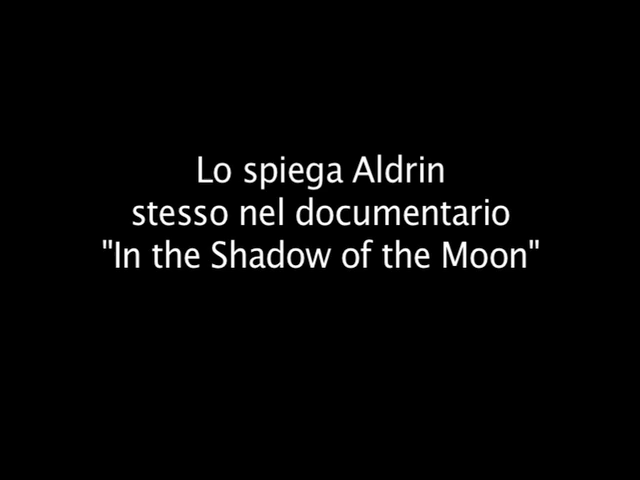 Lo spiega Aldrin
stesso nel documentario
"In the Shadow of the Moon"